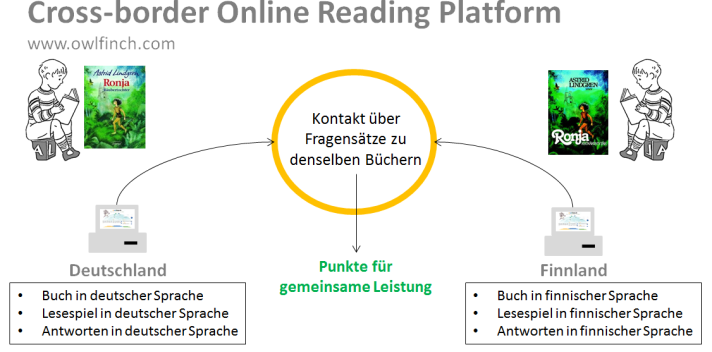 Cross-border Online Reading Platform
www.owlfinch.com
Astrid Lindgren
Ronja
ASTRID
LINDGREN
Ronja
Kontakt über
Fragensätze zu
denselben Büchern
A L
Deutschland
Punkte für
gemeinsame Leistung
Finnland
• Buch in deutscher Sprache
• Lesespiel in deutscher Sprache
• Antworten in deutscher Sprache
• Buch in finnischer Sprache
• Lesespiel in finnischer Sprache
• Antworten in finnischer Sprache